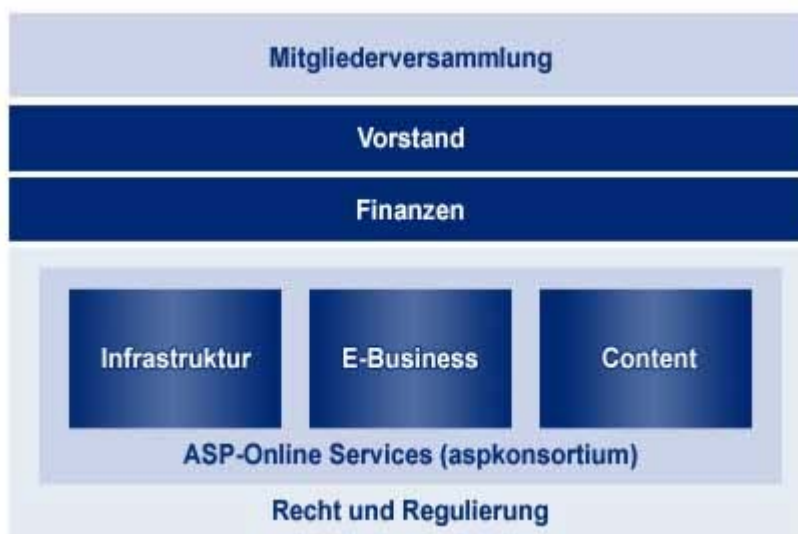 Mitgliederversammlung
Vorstand
Finanzen
Infrastruktur
E-Business
Content
ASP-Online Services (aspkonsortium)
Recht und Regulierung